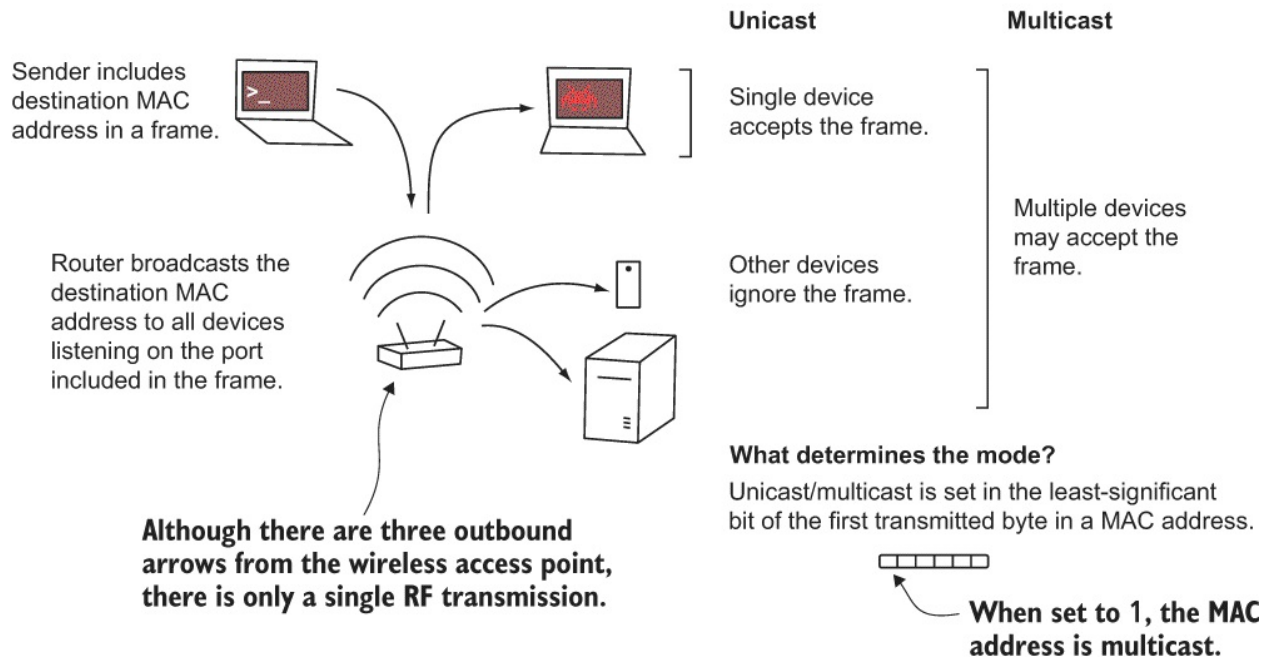 Unicast
Multicast
Sender includes
destination MAC
address in a frame.
>_
Single device
accepts the frame.
Multiple devices
may accept the
frame.
Router broadcasts the
destination MAC
address to all devices
listening on the port
included in the frame.
Other devices
ignore the frame.
What determines the mode?
Unicast/multicast is set in the least-significant
bit of the first transmitted byte in a MAC address.
Although there are three outbound
arrows from the wireless access point,
there is only a single RF transmission.
When set to 1, the MAC
address is multicast.